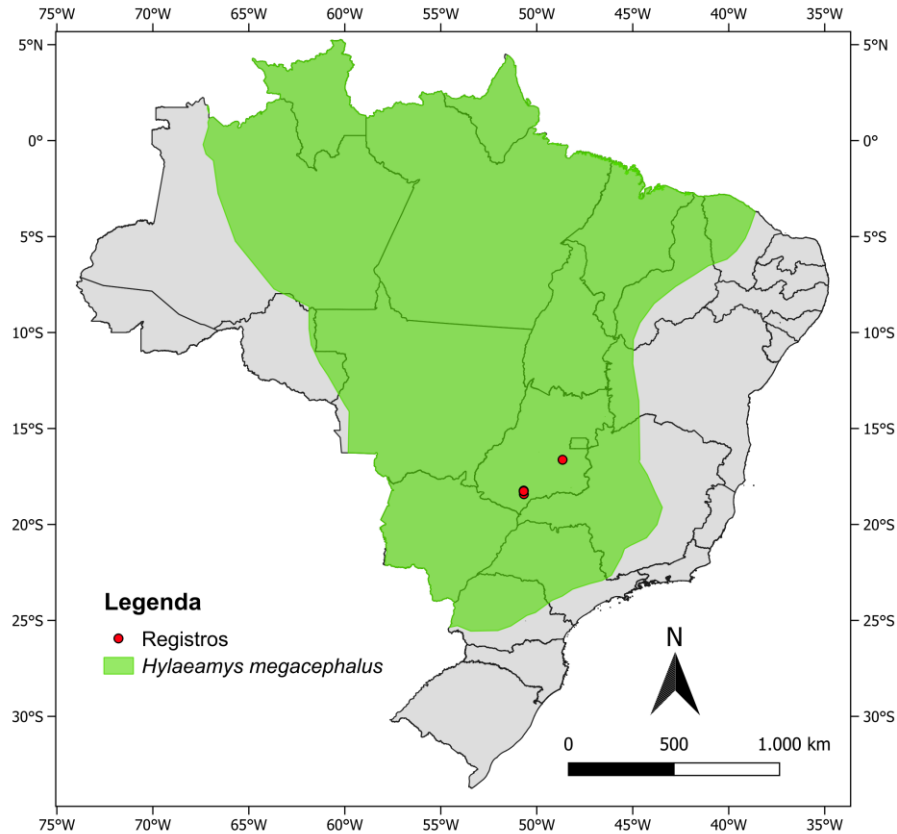 75°W 70°W 65°W 60°W 55°W 50°W 45°W 40°W 35°W
5°N 5°N
0° 0°
5°S 5°S
10°S 10°S
15°S 15°S
20°S 20°S
25°S 25°S
30°S 30°S
Legenda
Registros
Hylaeamys megacephalus
N
0 500 1.000 km
75°W 70°W 65°W 60°W 55°W 50°W 45°W 40°W 35°W